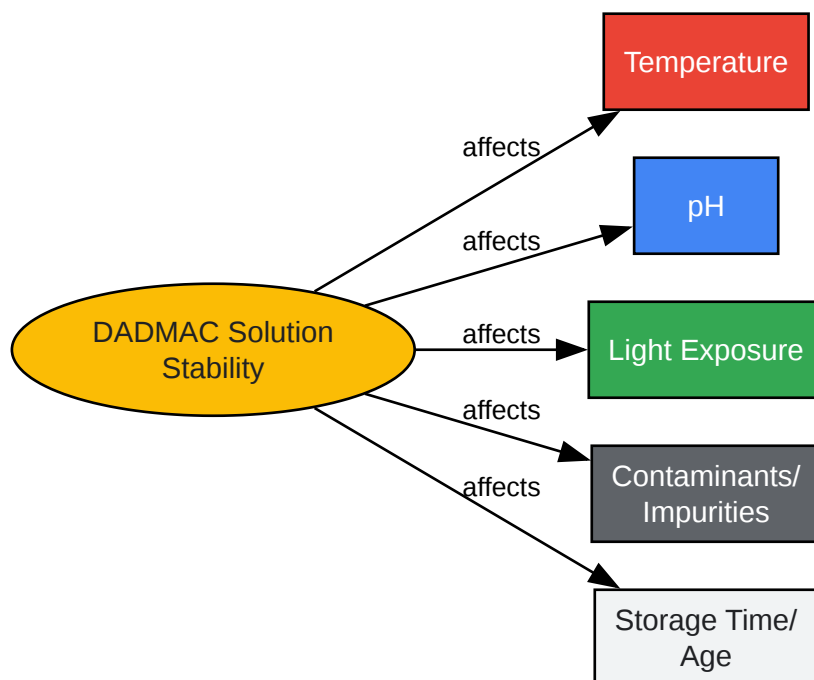 Temperature
affects
pH
affects
DADMAC Solution
Stability
affects
Light Exposure
affects
Contaminants/
Impurities
affects
Storage Time/
Age